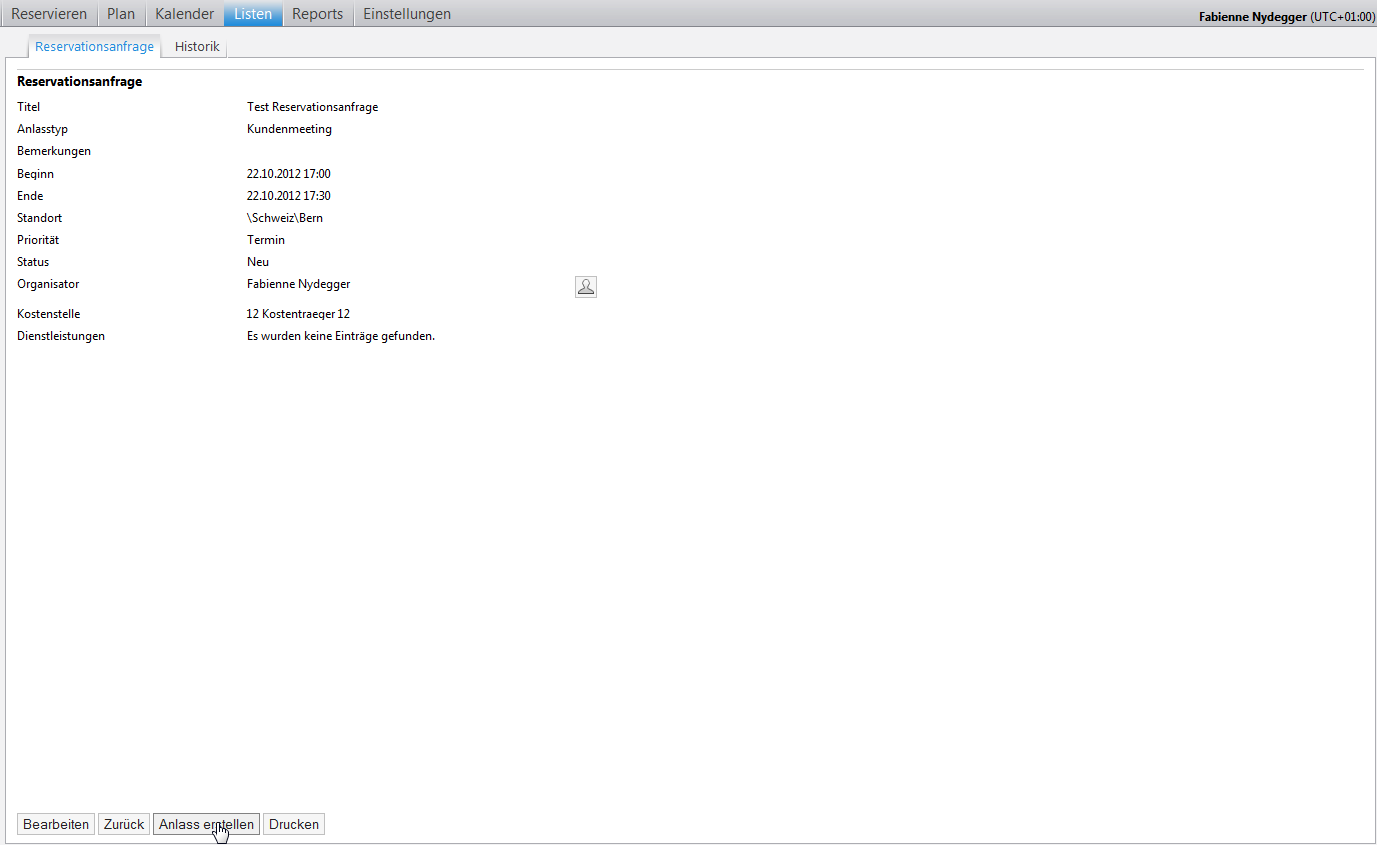 Reservieren Plan Kalender Listen Reports Einstellungen Fabienne Nydegger (UTC+01:00)
Reservationsanfrage Historik
Reservationsanfrage
Titel Test Reservationsanfrage
Anlasstyp Kundenmeeting
Bemerkungen
Beginn 22.10.2012 17:00
Ende 22.10.2012 17:30
Standort \Schweiz\Bern
Priorität Termin
Status Neu
Organisator Fabienne Nydegger
Kostenstelle 12 Kostentraeger 12
Dienstleistungen Es wurden keine Einträge gefunden.
Bearbeiten Zurück Anlass erstellen Drucken